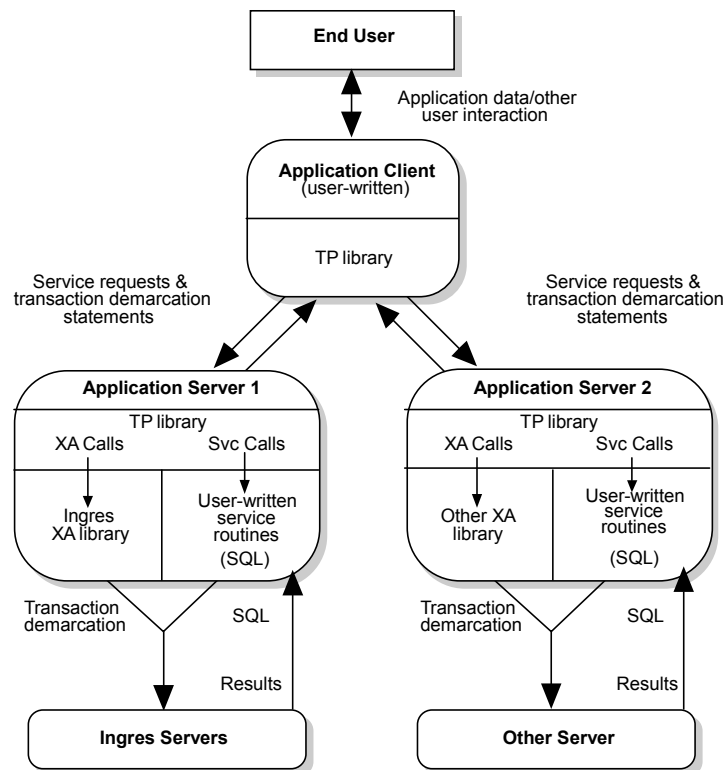 End User
Application data/other
user interaction
Application Client
(user-written)
TP library
Service requests &
transaction demarcation
statements
Service requests &
transaction demarcation
statements
Application Server 1
TP library
XA Calls
Svc Calls
Ingres
XA library
User-written
service
routines
(SQL)
Application Server 2
TP library
XA Calls
Svc Calls
Other XA
library
User-written
service
routines
(SQL)
Transaction
demarcation
SQL
Results
Transaction
demarcation
SQL
Results
Ingres Servers
Other Server